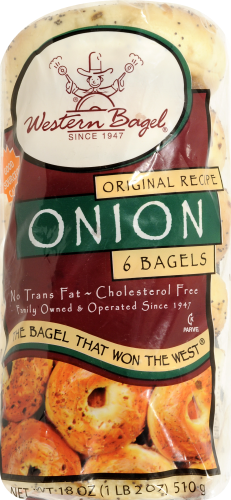 Western Bagel®
SINCE 1947
ORIGINAL RECIPE
ONION
6 BAGELS
No Trans Fat ~ Cholesterol Free
Family Owned & Operated Since 1947
PARVE
THE BAGEL THAT WON THE WEST®
NET WT. 18 OZ (1 LB 2 OZ) 510 g